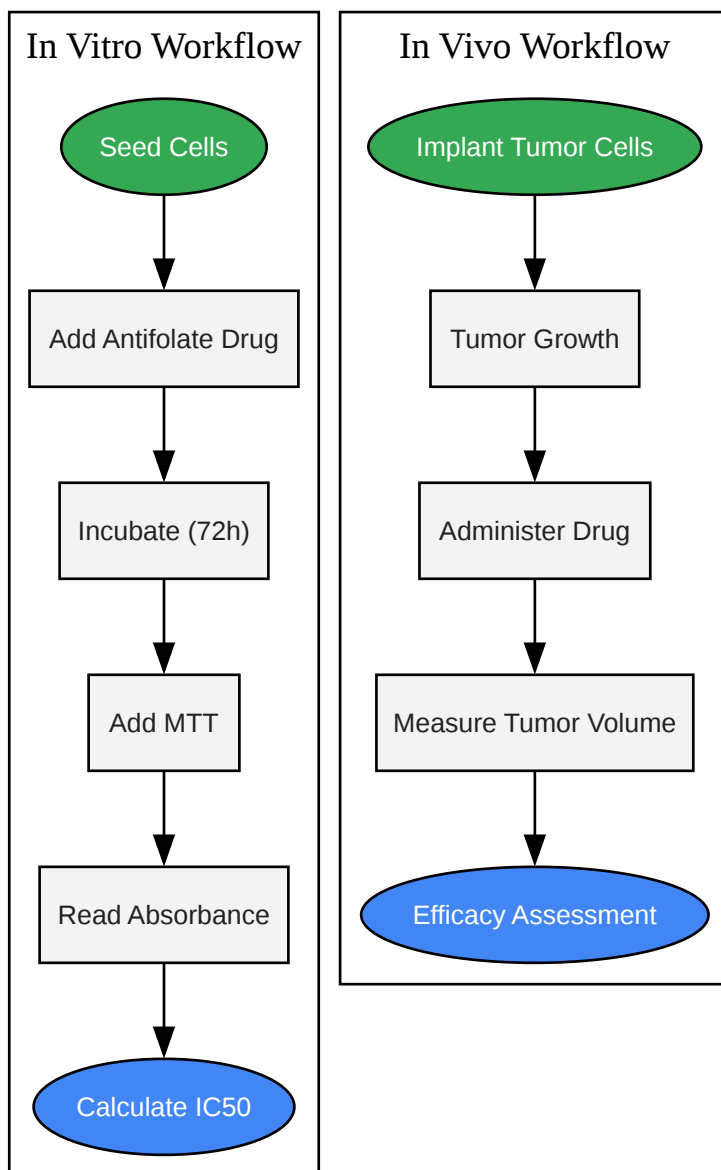 In Vitro Workflow
Seed Cells
Add Antifolate Drug
Incubate (72h)
Add MTT
Read Absorbance
Calculate IC50
In Vivo Workflow
Implant Tumor Cells
Tumor Growth
Administer Drug
Measure Tumor Volume
Efficacy Assessment